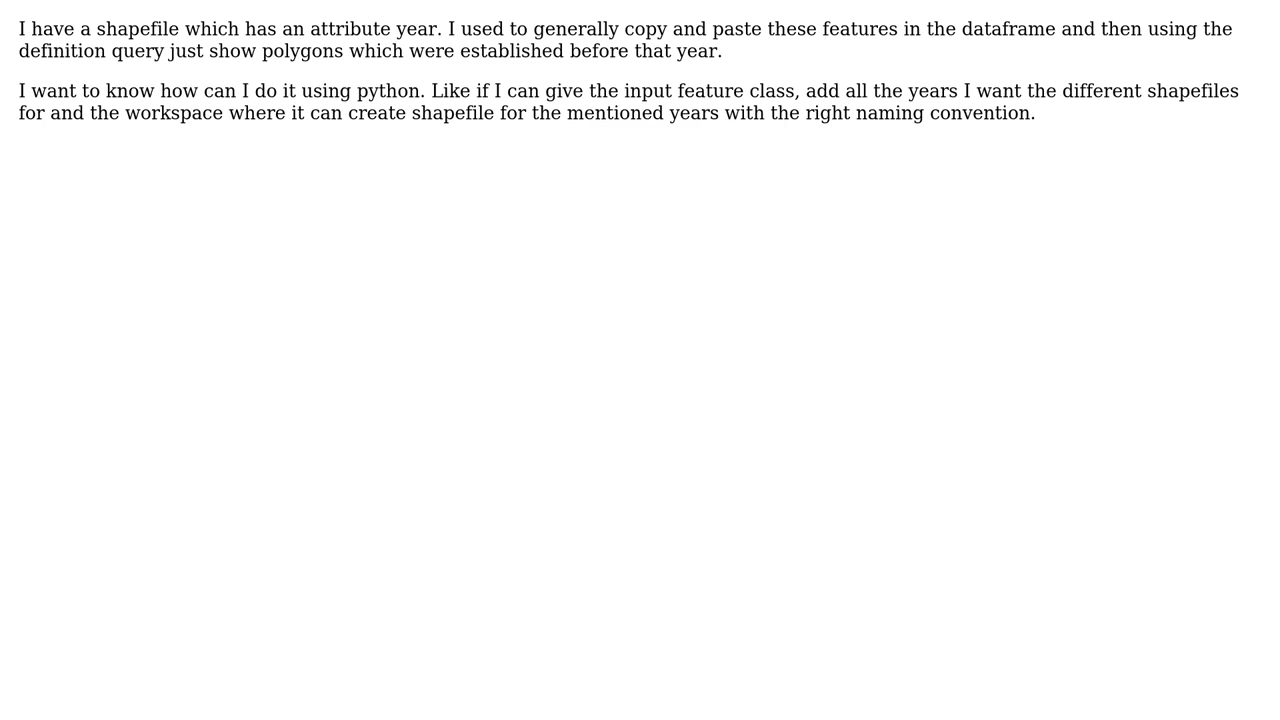 I have a shapefile which has an attribute year. I used to generally copy and paste these features in the dataframe and then using the
definition query just show polygons which were established before that year.
I want to know how can I do it using python. Like if I can give the input feature class, add all the years I want the different shapefiles
for and the workspace where it can create shapefile for the mentioned years with the right naming convention.